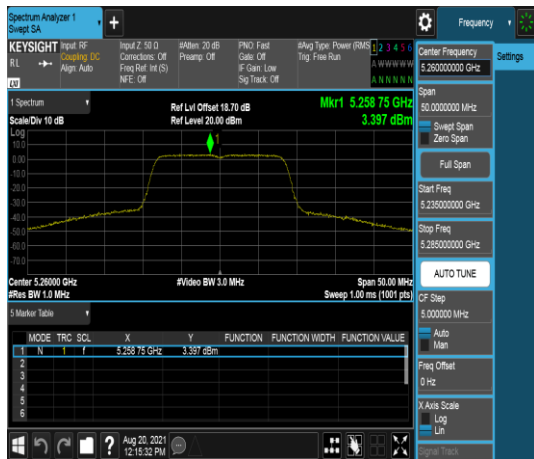 Spectrum Analyzer 1
Swept SA
Frequency
KEYSIGHT
RL
LXI
Input: RF
Coupling: DC
Align: Auto
Input Z: 50 Ω
Corrections: Off
Freq Ref: Int (S)
NFE: Off
#Atten: 20 dB
Preamp: Off
PNO: Fast
Gate: Off
IF Gain: Low
Sig Track: Off
#Avg Type: Power (RMS
Trig: Free Run
1 2 3 4 5 6
A W W W W W
A N N N N N
Settings
Center Frequency
5.260000000 GHz
Span
50.0000000 MHz
Swept Span
Zero Span
Full Span
Start Freq
5.235000000 GHz
Stop Freq
5.285000000 GHz
AUTO TUNE
CF Step
5.000000 MHz
Auto
Man
Freq Offset
0 Hz
X Axis Scale
Log
Lin
Signal Track
1 Spectrum
Scale/Div 10 dB
Ref Lvl Offset 18.70 dB
Ref Level 20.00 dBm
Mkr1 5.258 75 GHz
3.397 dBm
Log
10.0
0.00
-10.0
-20.0
-30.0
-40.0
-50.0
-60.0
-70.0
1
Center 5.26000 GHz
#Res BW 1.0 MHz
#Video BW 3.0 MHz
Span 50.00 MHz
Sweep 1.00 ms (1001 pts)
5 Marker Table
MODE TRC SCL X Y FUNCTION FUNCTION WIDTH FUNCTION VALUE
1 N 1 f 5.258 75 GHz 3.397 dBm
2
3
4
5
6
?
Aug 20, 2021
12:15:32 PM